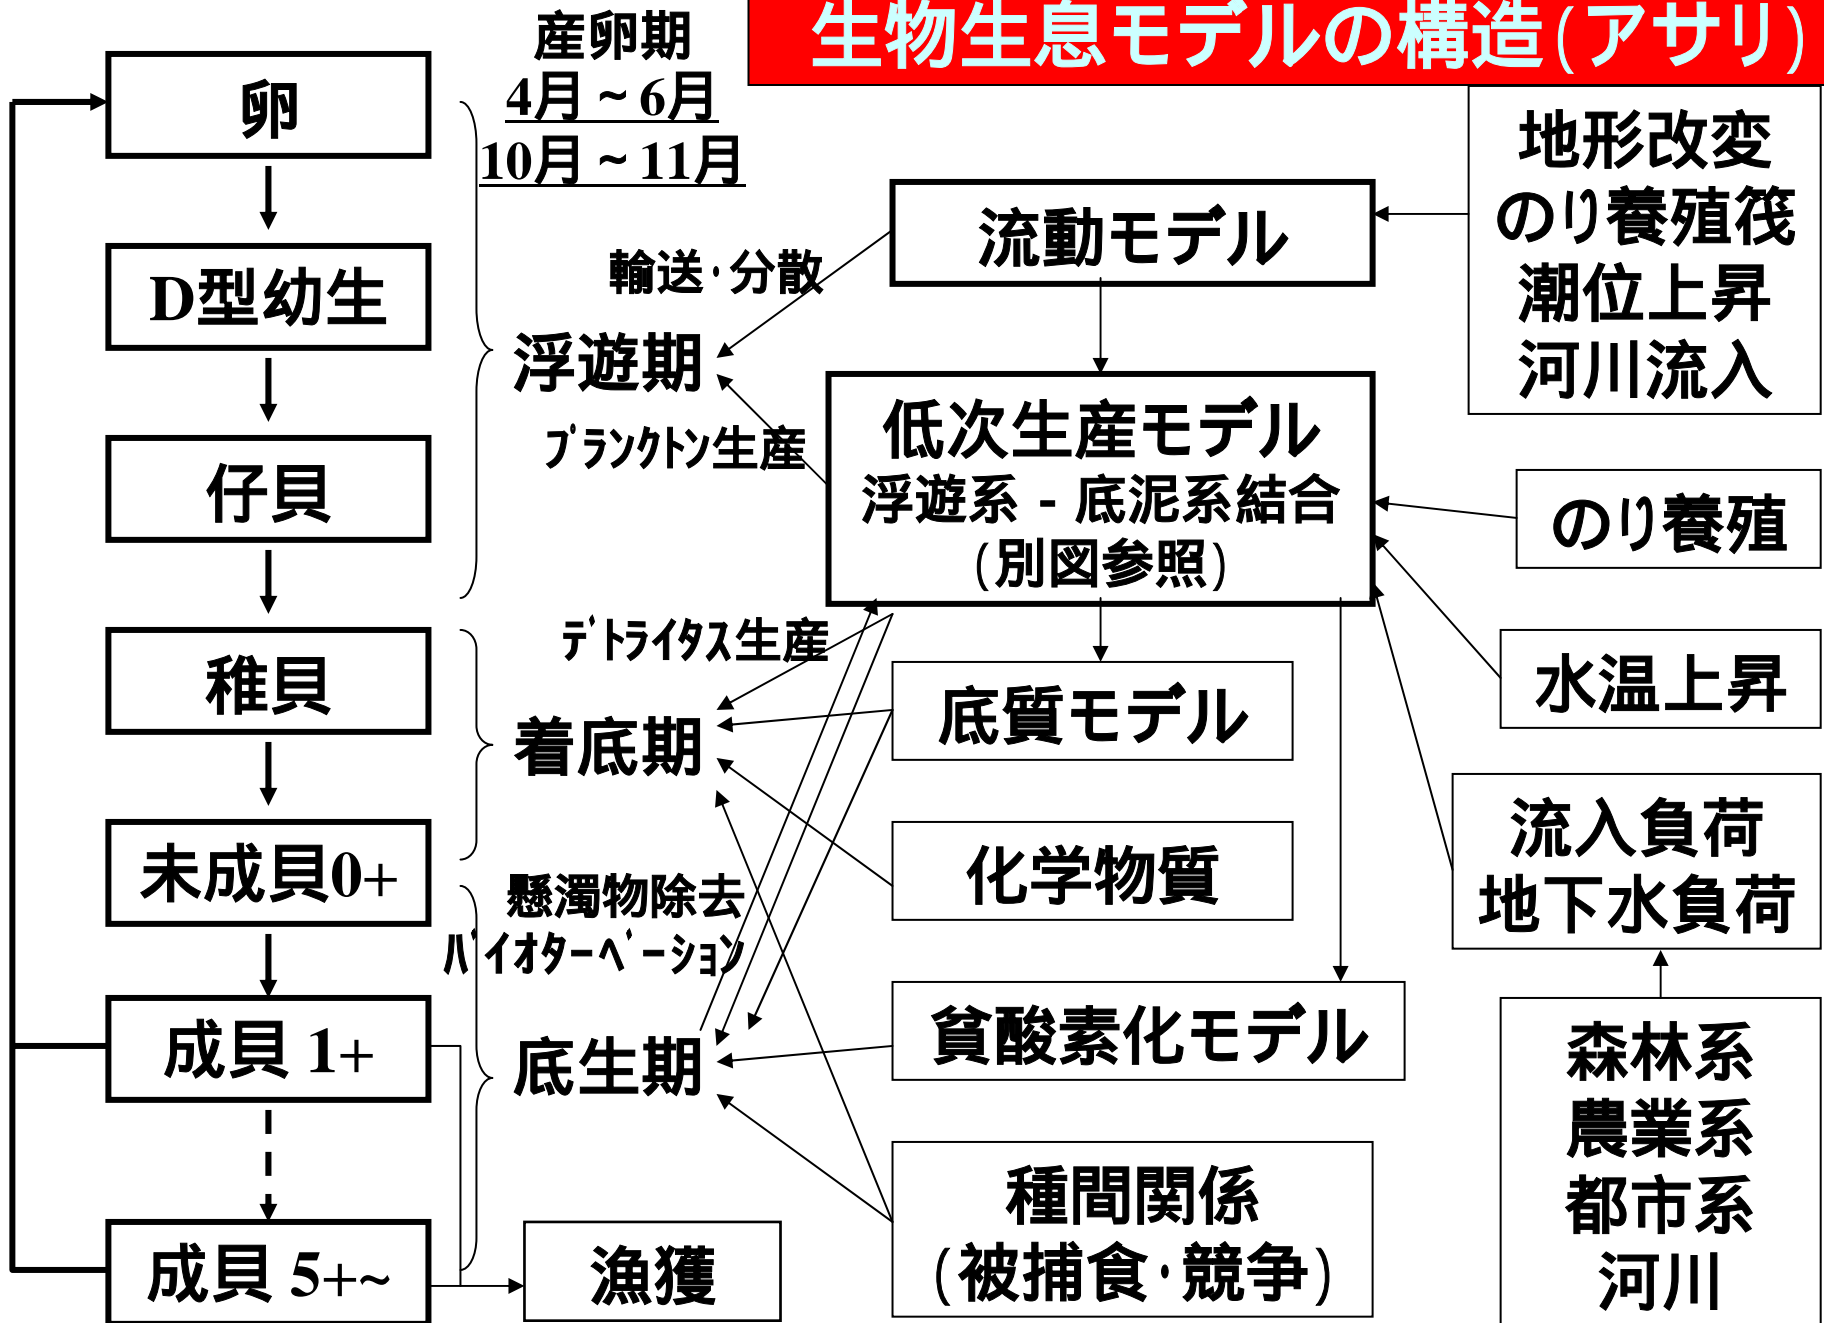 生物生息モデルの構造(アサリ)
産卵期
4月～6月
10月～11月
卵
D型幼生
仔貝
稚貝
未成貝0+
成貝 1+
成貝 5+~
輸送･分散
浮遊期
ﾌﾟﾗﾝｸﾄﾝ生産
ﾃﾞﾄﾗｲﾀｽ生産
着底期
懸濁物除去
ﾊﾞｲｵﾀｰﾍﾞｰｼｮﾝ
底生期
漁獲
流動モデル
低次生産モデル
浮遊系 - 底泥系結合
(別図参照)
底質モデル
化学物質
貧酸素化モデル
種間関係
(被捕食･競争)
地形改変
のり養殖筏
潮位上昇
河川流入
のり養殖
水温上昇
流入負荷
地下水負荷
森林系
農業系
都市系
河川